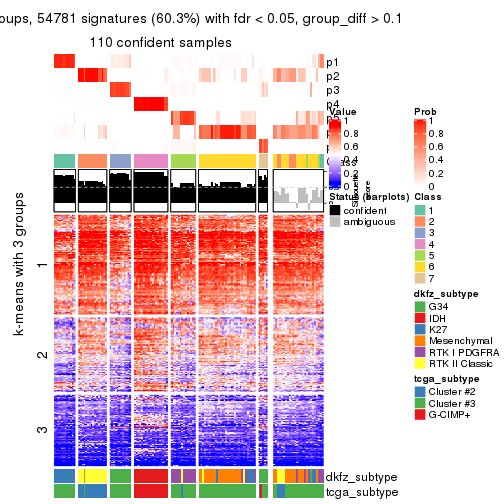 oups, 54781 signatures (60.3%) with fdr < 0.05, group_diff > 0.1
110 confident samples
p1
p2
p3
p4
Value
1
0.8
0.6
0.4
0.2
0
Prob
1
0.8
0.6
0.4
0.2
0
Status (barplots)
confident
ambiguous
Class
1
2
3
4
5
6
7
k-means with 3 groups
1
2
3
dkfz_subtype
G34
IDH
K27
Mesenchymal
RTK I PDGFRA
RTK II Classic
tcga_subtype
Cluster #2
Cluster #3
G-CIMP+
dkfz_subtype
tcga_subtype